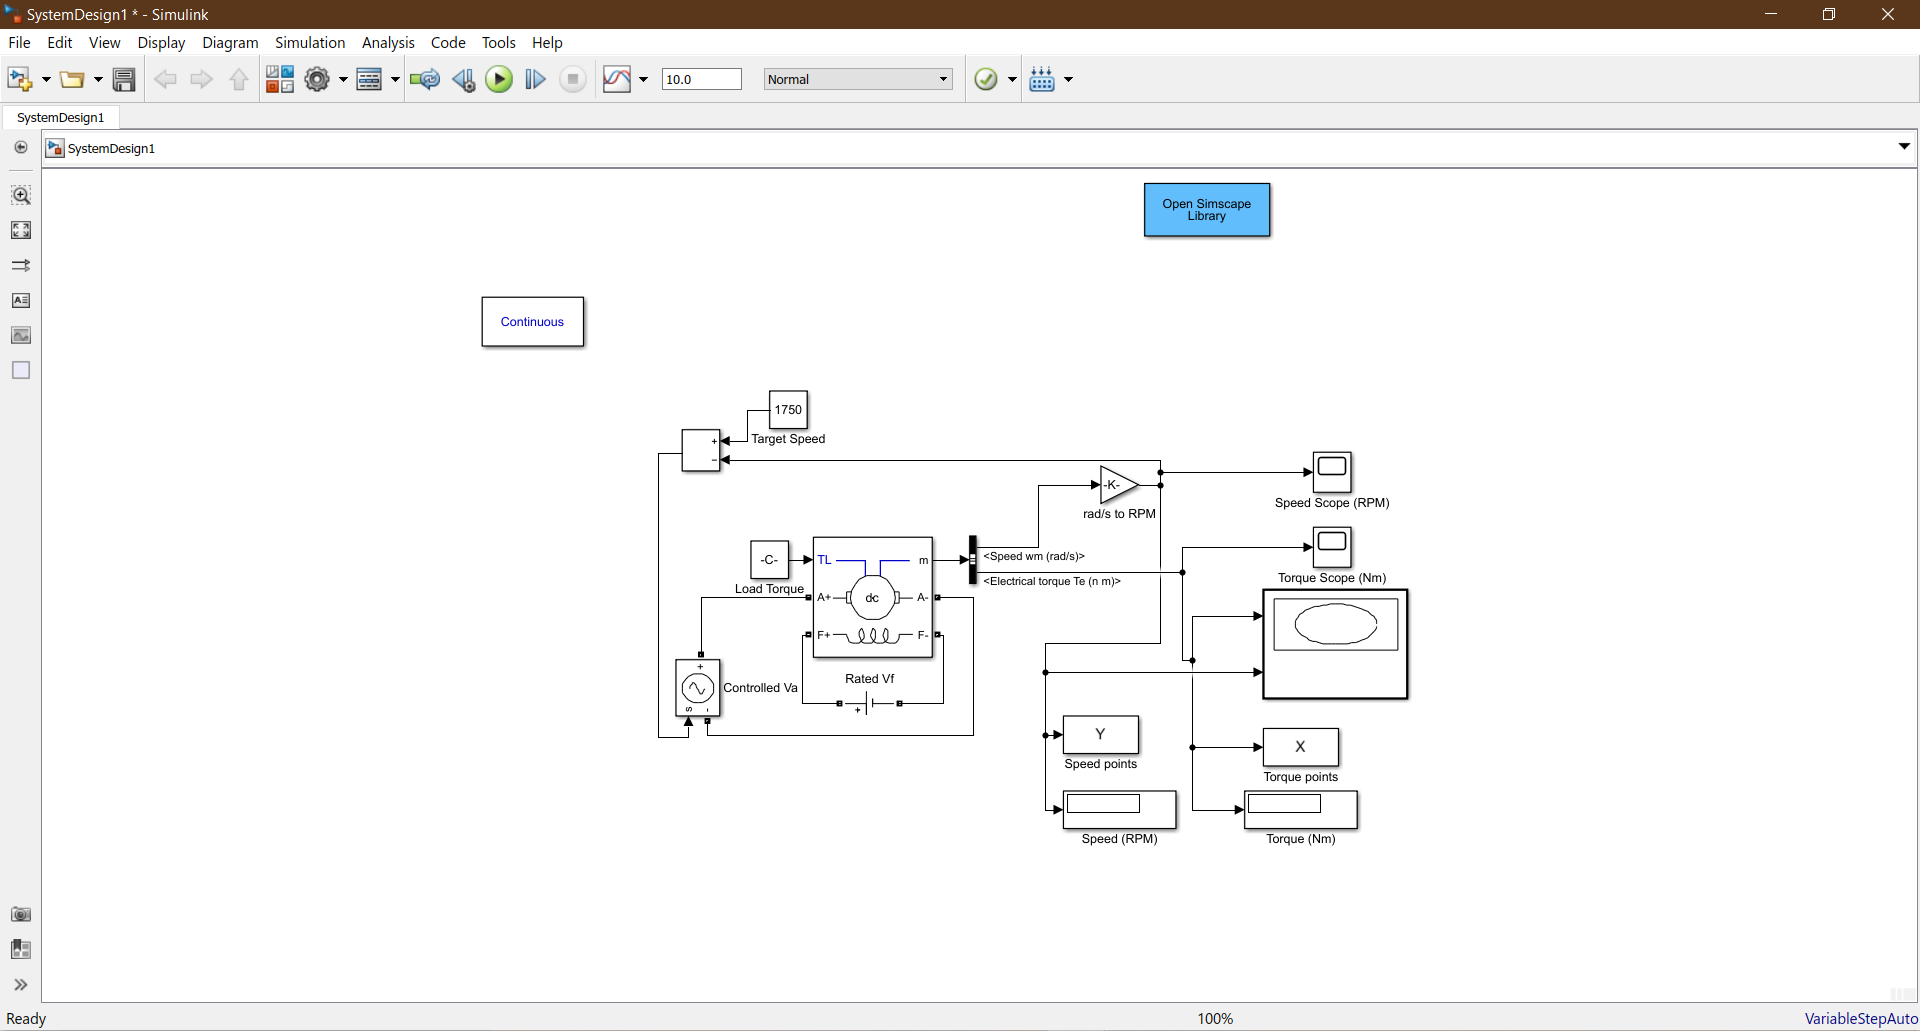 SystemDesign1 * - Simulink
File Edit View Display Diagram Simulation Analysis Code Tools Help
10.0
Normal
SystemDesign1
SystemDesign1
Open Simscape
Library
Continuous
1750
Target Speed
+
-
-K-
rad/s to RPM
Speed Scope (RPM)
-C-
Load Torque
TL
m
A+
dc
A-
F+
F-
<Speed wm (rad/s)>
<Electrical torque Te (n m)>
Torque Scope (Nm)
+
s
-
Controlled Va
Rated Vf
+
Y
Speed points
X
Torque points
Speed (RPM)
Torque (Nm)
Ready
100%
VariableStepAuto